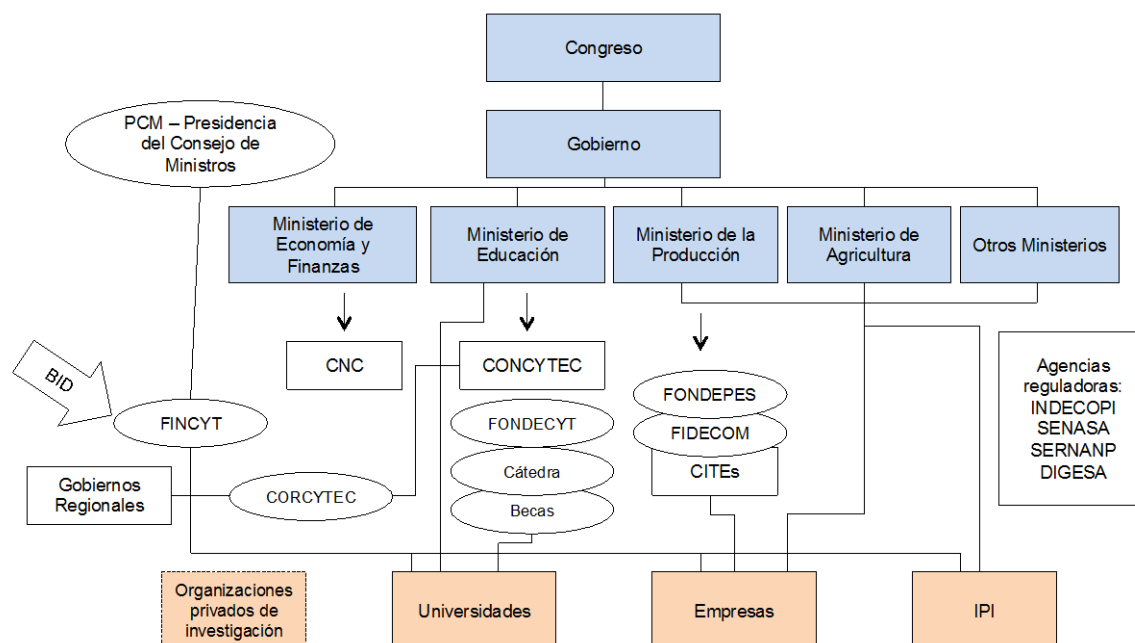 Congreso
PCM – Presidencia
del Consejo de
Ministros
Gobierno
Ministerio de
Economía y
Finanzas
Ministerio de
Educación
Ministerio de la
Producción
Ministerio de
Agricultura
Otros Ministerios
BID
CNC
CONCYTEC
FONDEPES
Agencias
reguladoras:
INDECOPI
SENASA
SERNANP
DIGESA
FINCYT
FONDECYT
FIDECOM
Gobiernos
Regionales
CORCYTEC
Cátedra
CITEs
Becas
Organizaciones
privados de
investigación
Universidades
Empresas
IPI